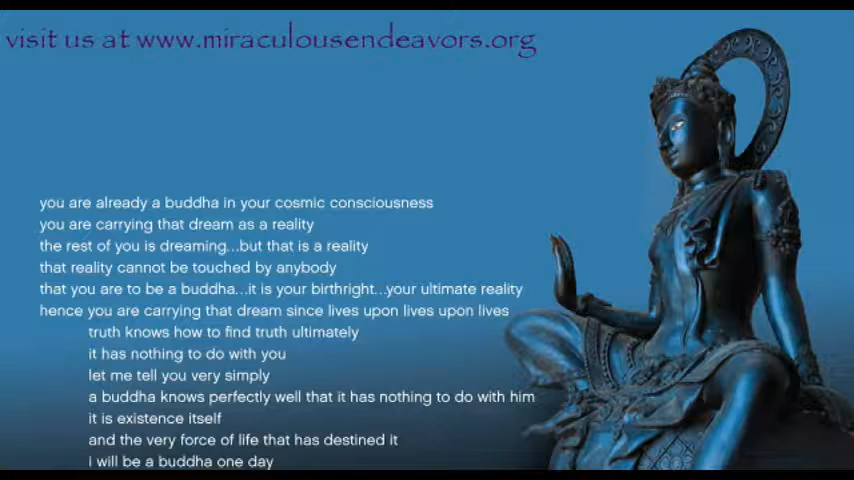 visit us at www.miraculousendeavors.org
you are already a buddha in your cosmic consciousness
you are carrying that dream as a reality
the rest of you is dreaming...but that is a reality
that reality cannot be touched by anybody
that you are to be a buddha...it is your birthright...your ultimate reality
hence you are carrying that dream since lives upon lives upon lives
truth knows how to find truth ultimately
it has nothing to do with you
let me tell you very simply
a buddha knows perfectly well that it has nothing to do with him
it is existence itself
and the very force of life that has destined it
i will be a buddha one day